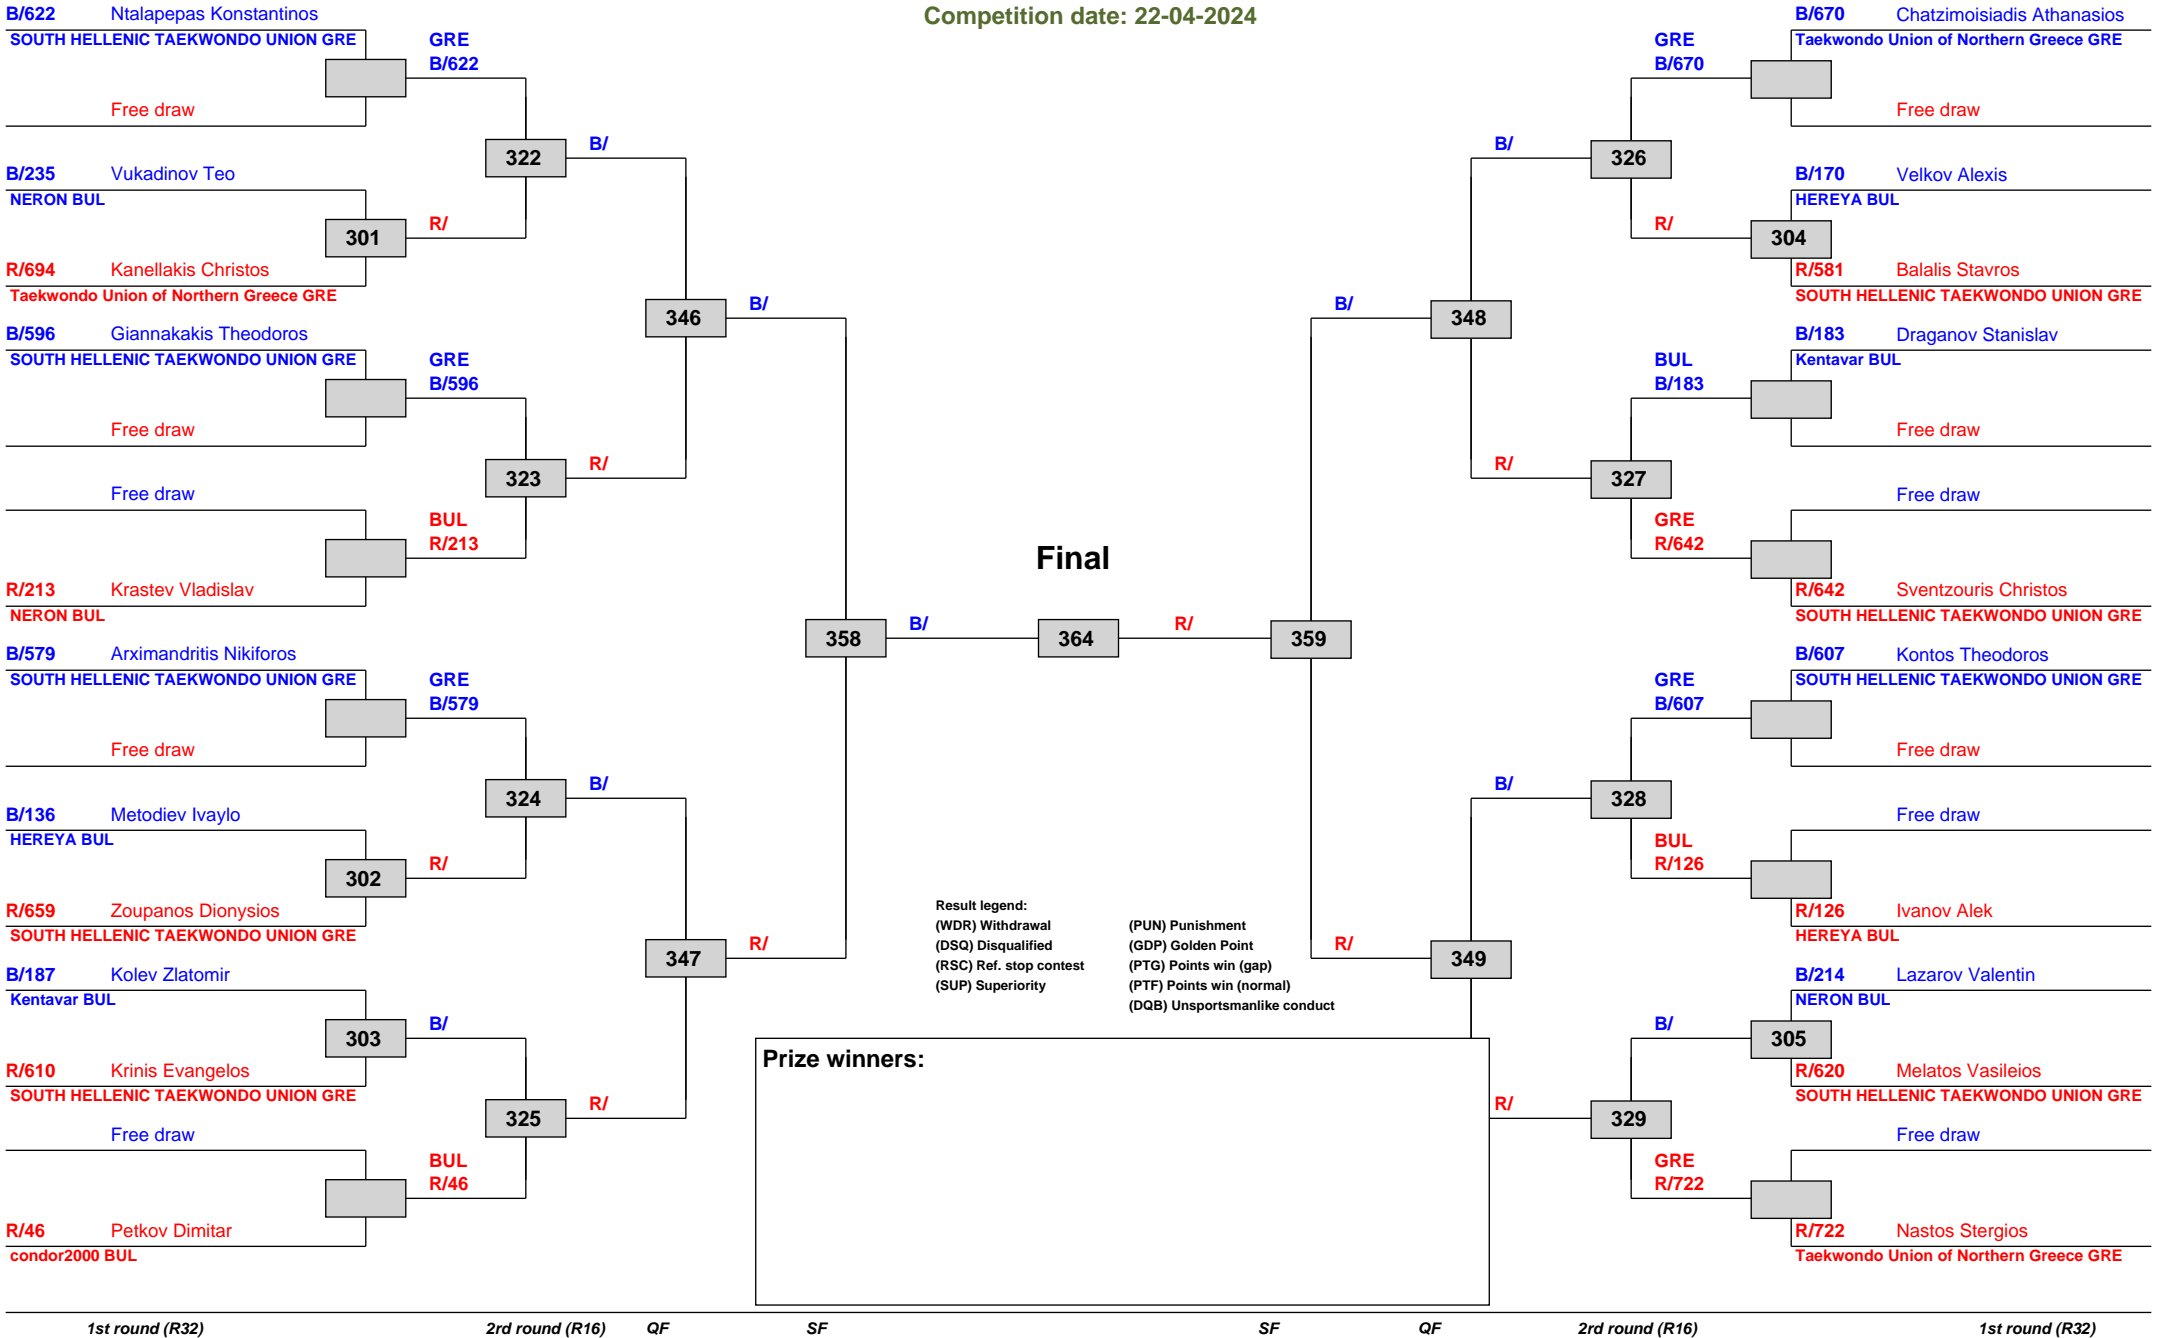 Competition date: 22-04-2024
B/622 Ntalapepas Konstantinos
SOUTH HELLENIC TAEKWONDO UNION GRE
GRE
B/622
Free draw
322
B/
B/235 Vukadinov Teo
NERON BUL
301
R/
R/694 Kanellakis Christos
Taekwondo Union of Northern Greece GRE
346
B/
B/596 Giannakakis Theodoros
SOUTH HELLENIC TAEKWONDO UNION GRE
GRE
B/596
Free draw
323
R/
Free draw
BUL
R/213
R/213 Krastev Vladislav
NERON BUL
358
B/
B/579 Arximandritis Nikiforos
SOUTH HELLENIC TAEKWONDO UNION GRE
GRE
B/579
Free draw
324
B/
B/136 Metodiev Ivaylo
HEREYA BUL
302
R/
R/659 Zoupanos Dionysios
SOUTH HELLENIC TAEKWONDO UNION GRE
347
R/
B/187 Kolev Zlatomir
Kentavar BUL
303
B/
R/610 Krinis Evangelos
SOUTH HELLENIC TAEKWONDO UNION GRE
325
R/
Free draw
BUL
R/46
R/46 Petkov Dimitar
condor2000 BUL
Final
364
R/
359
Result legend:
(WDR) Withdrawal (PUN) Punishment
(DSQ) Disqualified (GDP) Golden Point
(RSC) Ref. stop contest (PTG) Points win (gap)
(SUP) Superiority (PTF) Points win (normal)
(DQB) Unsportsmanlike conduct
Prize winners:
B/670 Chatzimoisiadis Athanasios
Taekwondo Union of Northern Greece GRE
GRE
B/670
Free draw
B/
326
B/170 Velkov Alexis
HEREYA BUL
R/
304
R/581 Balalis Stavros
SOUTH HELLENIC TAEKWONDO UNION GRE
B/
348
B/183 Draganov Stanislav
Kentavar BUL
BUL
B/183
Free draw
R/
327
Free draw
GRE
R/642
R/642 Sventzouris Christos
SOUTH HELLENIC TAEKWONDO UNION GRE
B/607 Kontos Theodoros
SOUTH HELLENIC TAEKWONDO UNION GRE
GRE
B/607
Free draw
B/
328
Free draw
BUL
R/126
R/126 Ivanov Alek
HEREYA BUL
R/
349
B/214 Lazarov Valentin
NERON BUL
B/
305
R/620 Melatos Vasileios
SOUTH HELLENIC TAEKWONDO UNION GRE
R/
329
Free draw
GRE
R/722
R/722 Nastos Stergios
Taekwondo Union of Northern Greece GRE
1st round (R32) 2rd round (R16) QF SF SF QF 2rd round (R16) 1st round (R32)